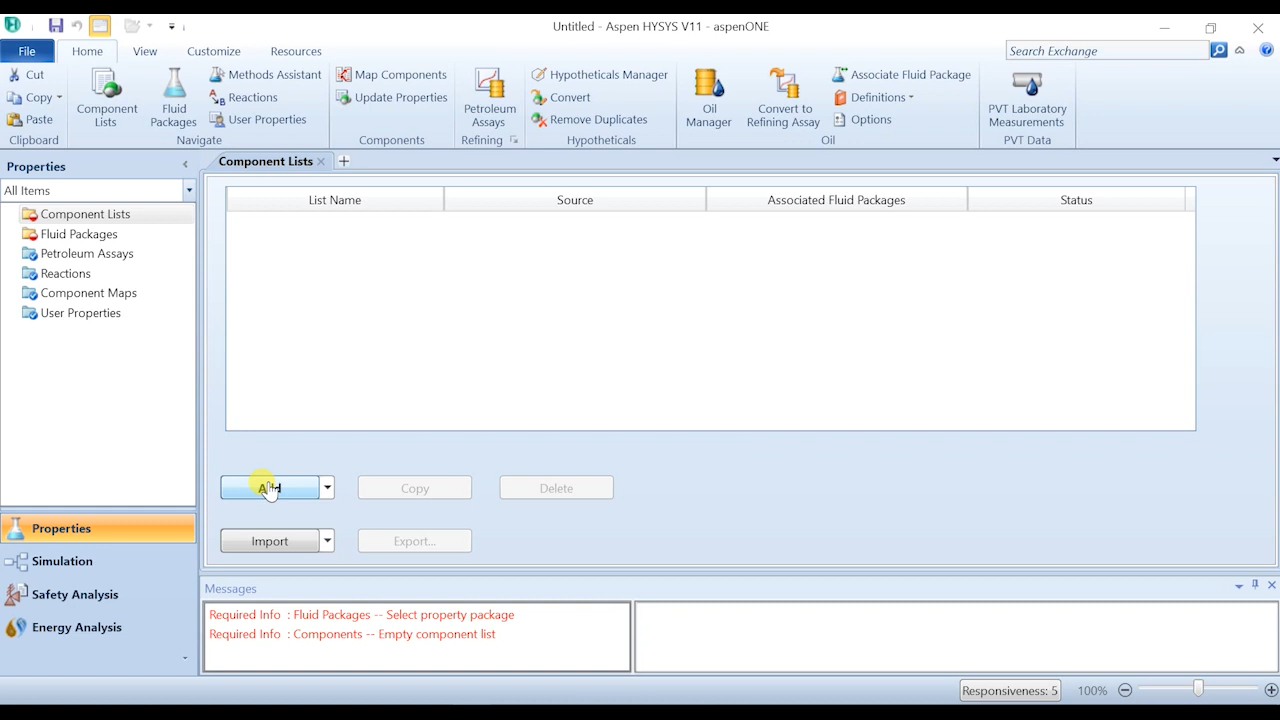 Untitled - Aspen HYSYS V11 - aspenONE
File Home View Customize Resources Search Exchange
Cut
Copy
Paste
Clipboard
Component Lists
Fluid Packages
Methods Assistant
Reactions
User Properties
Navigate
Map Components
Update Properties
Components
Petroleum Assays
Refining
Hypotheticals Manager
Convert
Remove Duplicates
Hypotheticals
Oil Manager
Convert to Refining Assay
Associate Fluid Package
Definitions
Options
Oil
PVT Laboratory Measurements
PVT Data
Properties
All Items
Component Lists
Fluid Packages
Petroleum Assays
Reactions
Component Maps
User Properties
Properties
Simulation
Safety Analysis
Energy Analysis
Component Lists
List Name Source Associated Fluid Packages Status
Add Copy Delete
Import Export...
Messages
Required Info : Fluid Packages -- Select property package
Required Info : Components -- Empty component list
Responsiveness: 5 100%